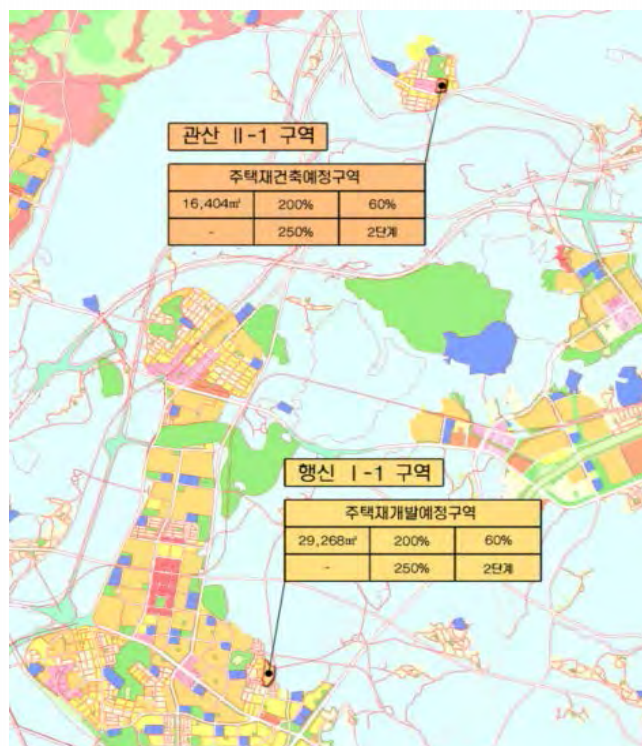 관산 Ⅱ-1 구역
주택재건축예정구역
16,404㎡ 200% 60%
- 250% 2단계
행신 Ⅰ-1 구역
주택재개발예정구역
29,268㎡ 200% 60%
- 250% 2단계